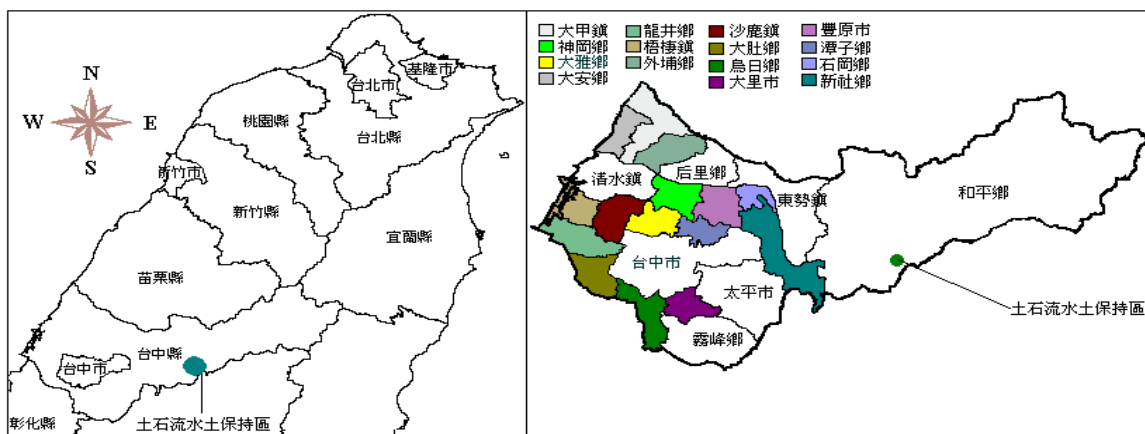 N
W
E
S
基隆市
台北市
桃園縣
台北縣
新竹市
新竹縣
宜蘭縣
苗栗縣
台中縣
台中市
彰化縣
土石流水土保持區
大甲鎮
龍井鄉
沙鹿鎮
豐原市
神岡鄉
梧棲鎮
大肚鄉
潭子鄉
大雅鄉
外埔鄉
烏日鄉
石岡鄉
大安鄉
大里市
新社鄉
清水鎮
后里鄉
東勢鎮
和平鄉
台中市
太平市
霧峰鄉
土石流水土保持區